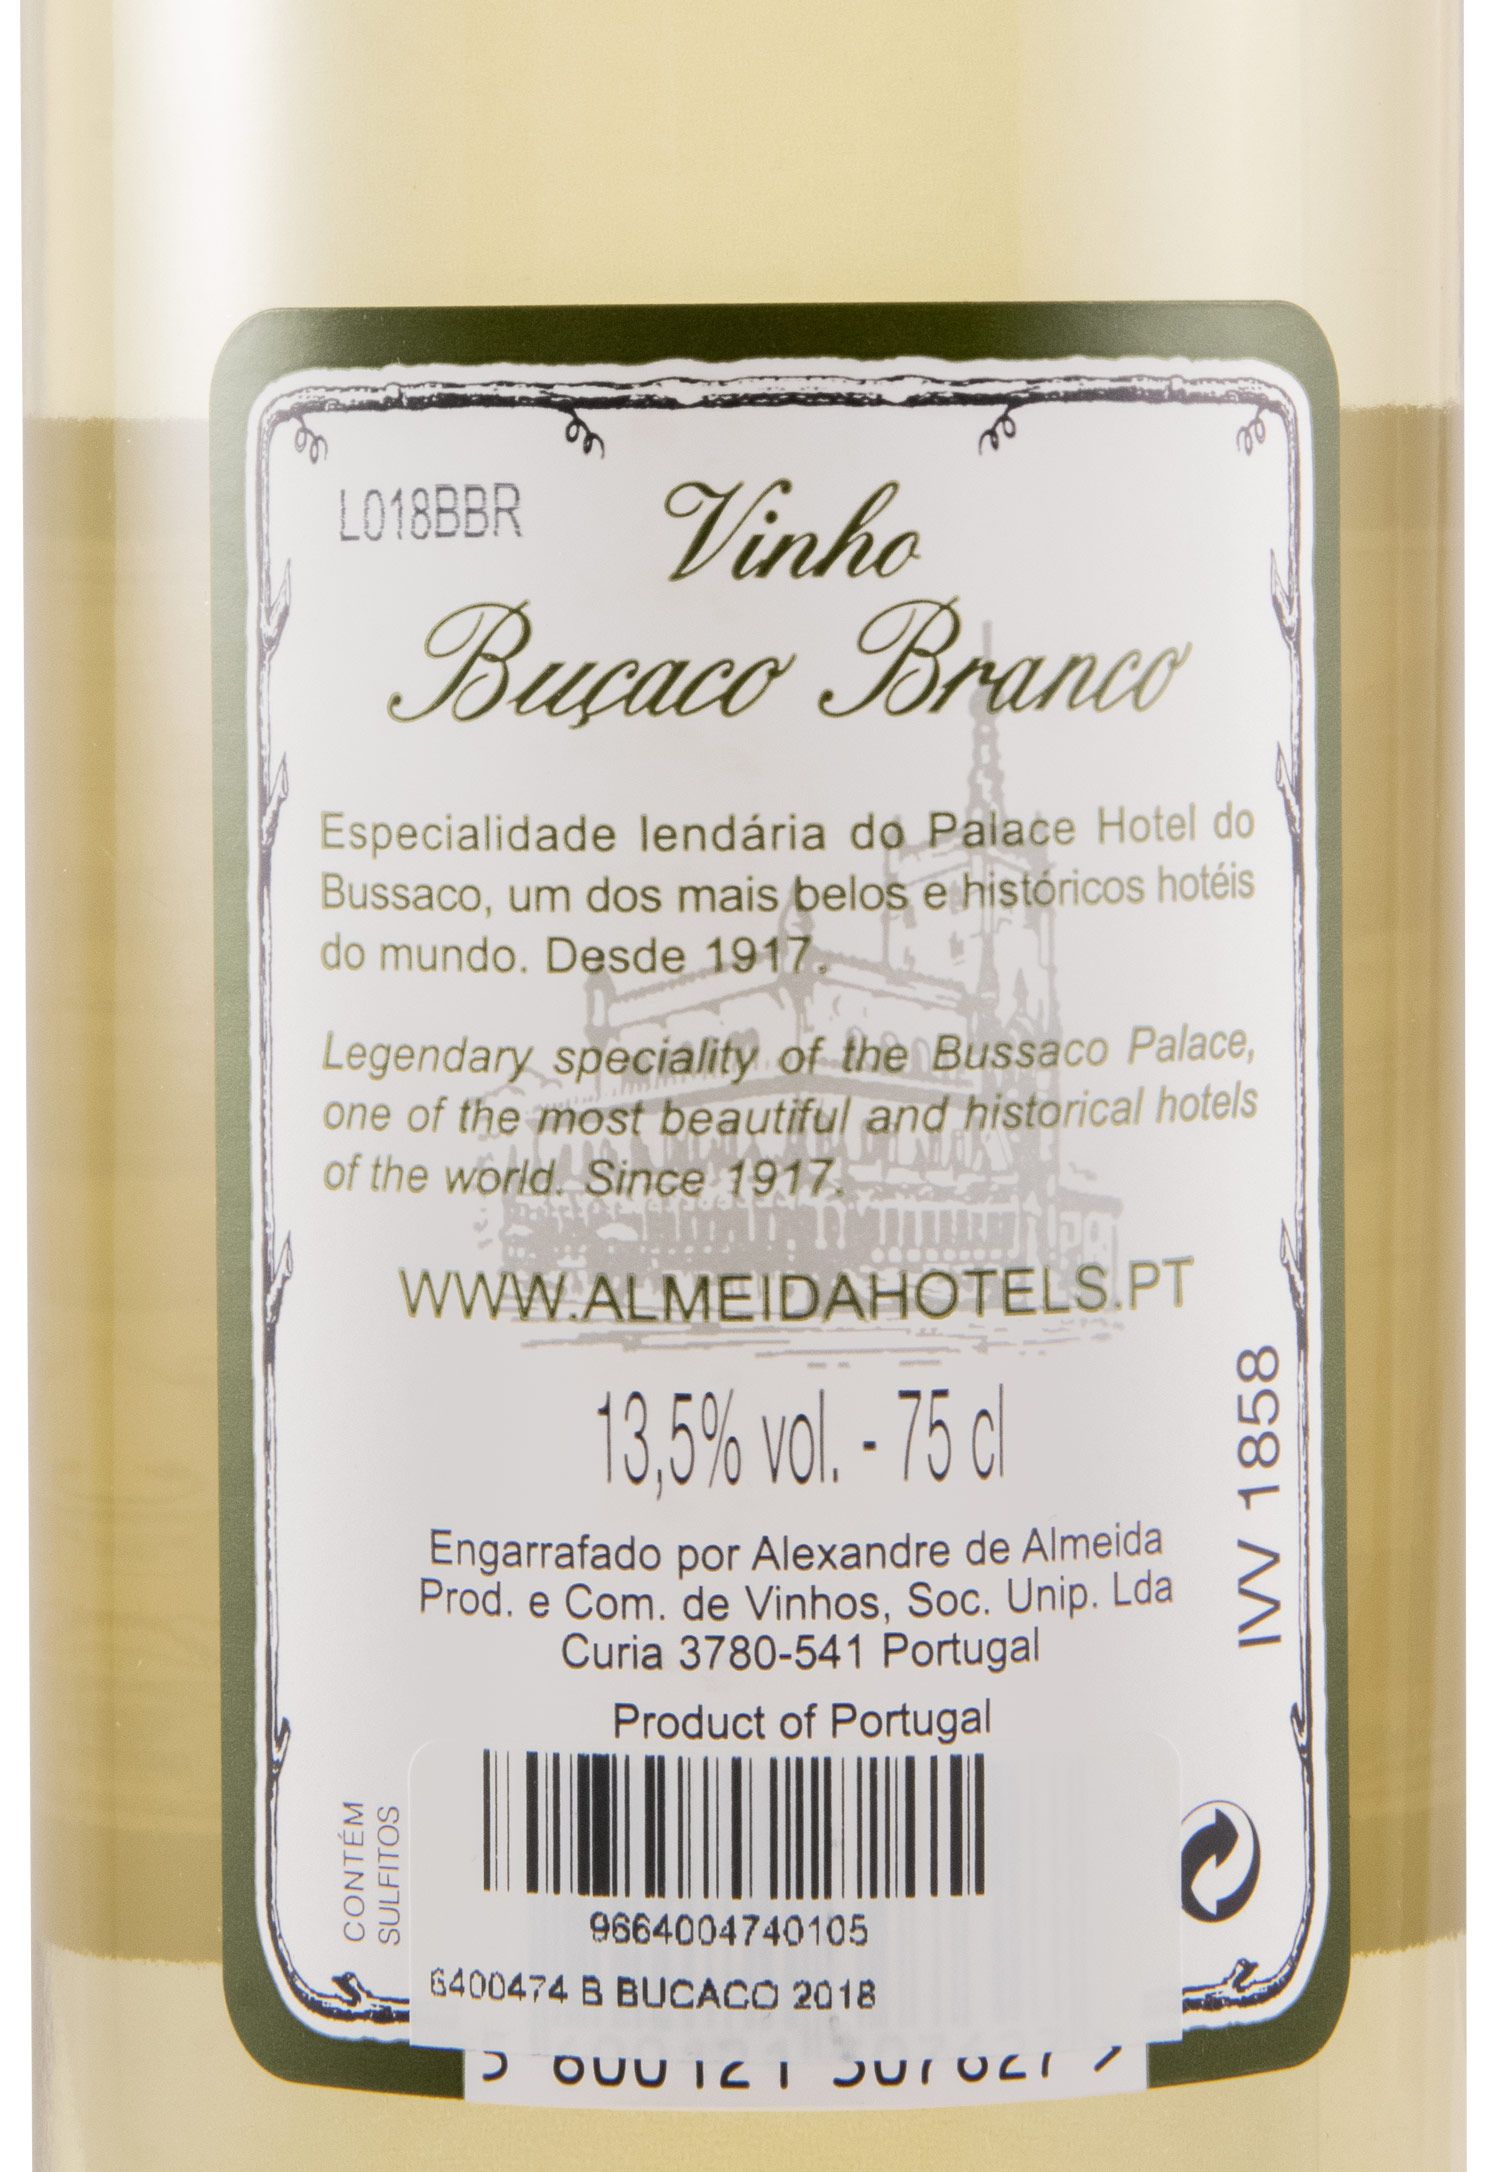 L018BBR
Vinho
Buçaco Branco
Especialidade lendária do Palace Hotel do
Bussaco, um dos mais belos e históricos hotéis
do mundo. Desde 1917.
Legendary speciality of the Bussaco Palace,
one of the most beautiful and historical hotels
of the world. Since 1917.
WWW.ALMEIDAHOTELS.PT
13,5% vol. - 75 cl
IVV 1858
Engarrafado por Alexandre de Almeida
Prod. e Com. de Vinhos, Soc. Unip. Lda
Curia 3780-541 Portugal
Product of Portugal
CONTÉM
SULFITOS
9664004740105
6400474 B BUCACO 2018